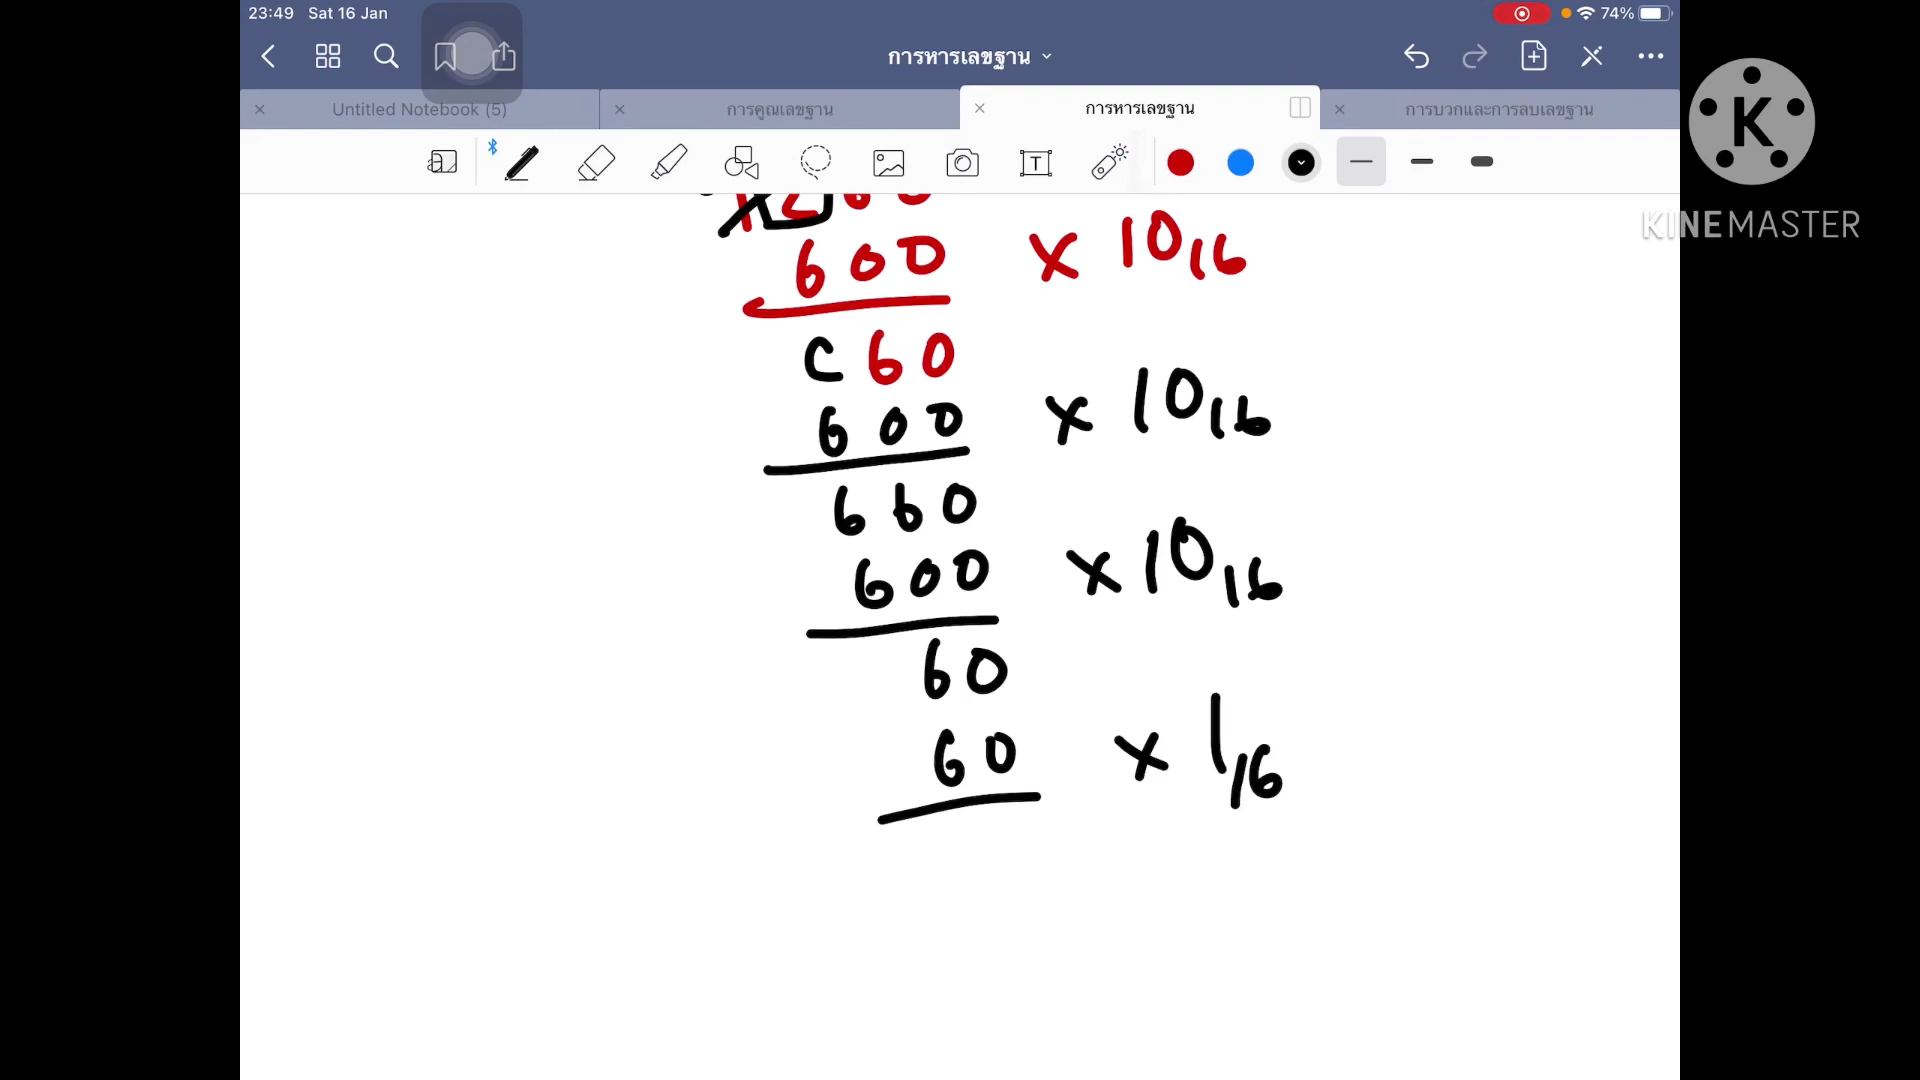 23:49 Sat 16 Jan
74%
การหารเลขฐาน
Untitled Notebook (5)
การคูณเลขฐาน
การหารเลขฐาน
การบวกและการลบเลขฐาน
K
KINEMASTER
600 x 10₁₆
C60
600 x 10₁₆
660
600 x 10₁₆
60
60 x 1₁₆